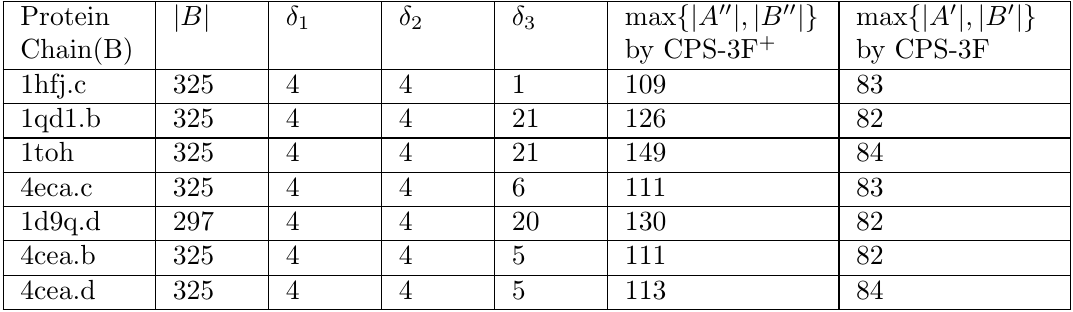 Protein Chain(B) |B| δ₁ δ₂ δ₃ max{|A′′|, |B′′|} by CPS-3F⁺ max{|A′|, |B′|} by CPS-3F
1hfj.c 325 4 4 1 109 83
1qd1.b 325 4 4 21 126 82
1toh 325 4 4 21 149 84
4eca.c 325 4 4 6 111 83
1d9q.d 297 4 4 20 130 82
4cea.b 325 4 4 5 111 82
4cea.d 325 4 4 5 113 84